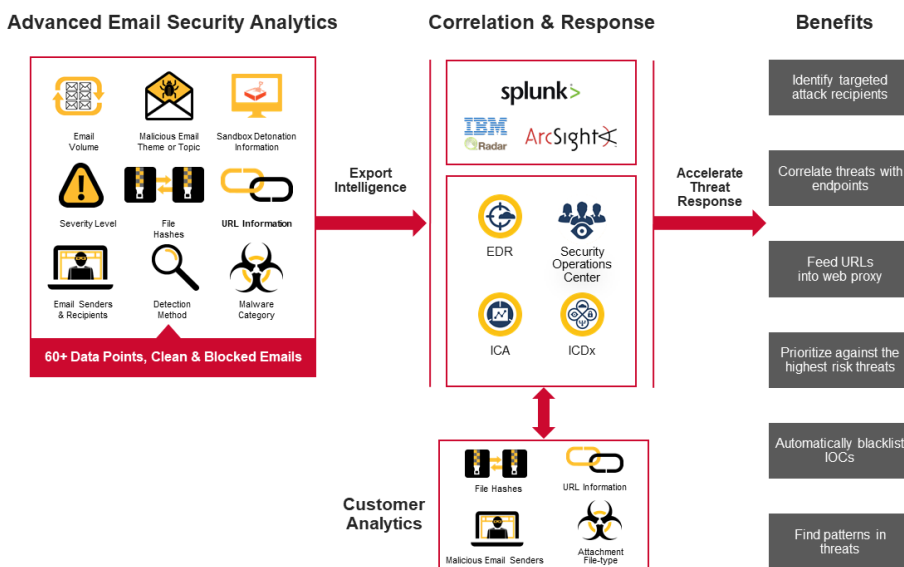 Advanced Email Security Analytics
Email
Volume
Malicious Email
Theme or Topic
Sandbox Detonation
Information
Severity Level
File
Hashes
URL Information
Email Senders
& Recipients
Detection
Method
Malware
Category
60+ Data Points, Clean & Blocked Emails
Export
Intelligence
Correlation & Response
splunk>
IBM
Radar
ArcSight
EDR
Security
Operations
Center
ICA
ICDx
Customer
Analytics
File Hashes
URL Information
Malicious Email Senders
Attachment
File-type
Accelerate
Threat
Response
Benefits
Identify targeted
attack recipients
Correlate threats with
endpoints
Feed URLs
into web proxy
Prioritize against the
highest risk threats
Automatically blacklist
IOCs
Find patterns in
threats